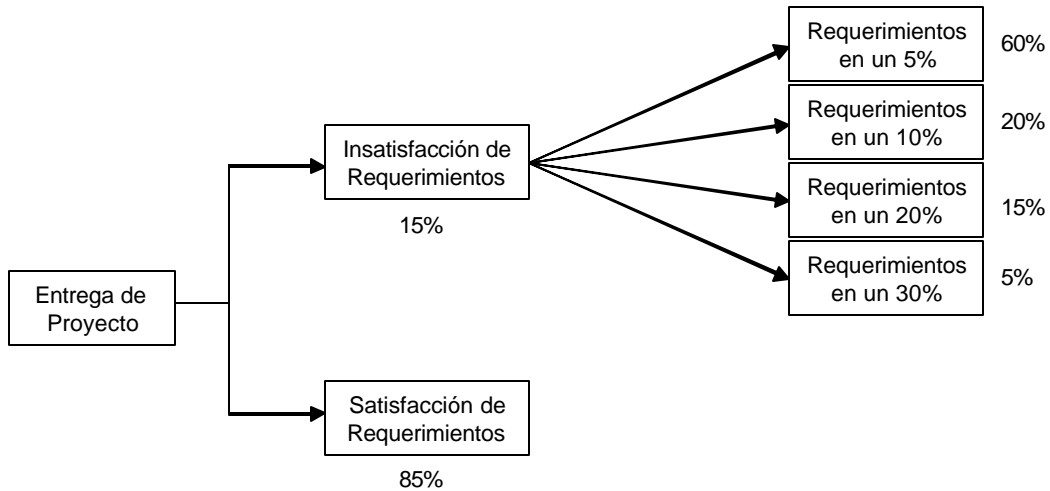 Requerimientos
en un 5%
60%
Requerimientos
en un 10%
20%
Insatisfacción de
Requerimientos
15%
Requerimientos
en un 20%
15%
Requerimientos
en un 30%
5%
Entrega de
Proyecto
Satisfacción de
Requerimientos
85%